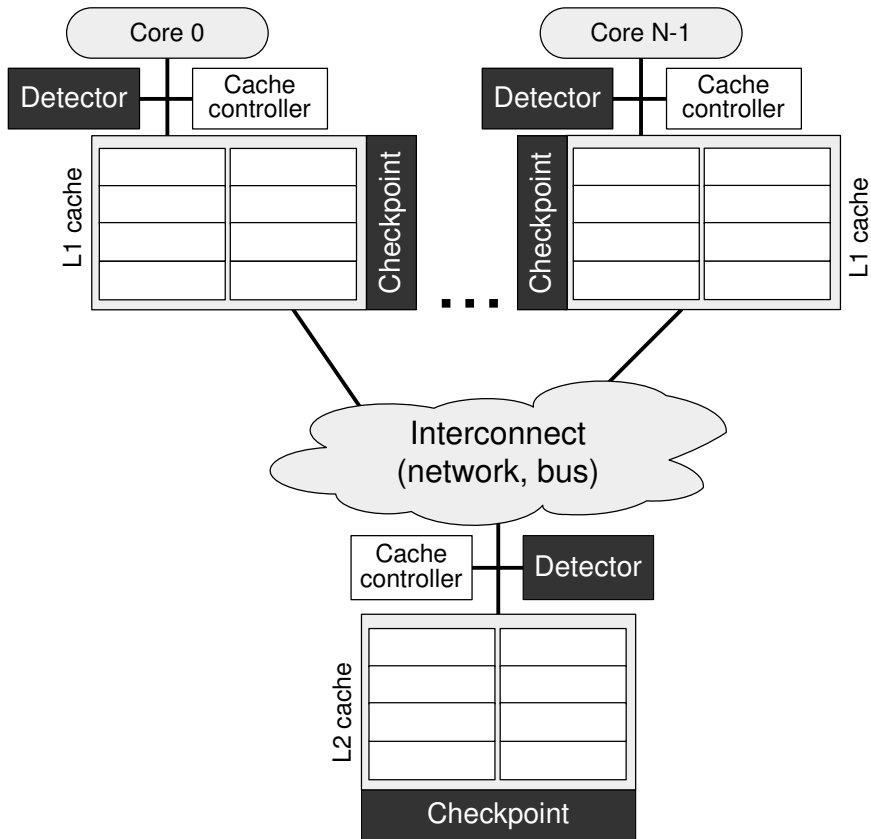 Core 0
Core N-1
Detector
Cache
controller
Detector
Cache
controller
L1 cache
Checkpoint
...
Checkpoint
L1 cache
Interconnect
(network, bus)
Cache
controller
Detector
L2 cache
Checkpoint